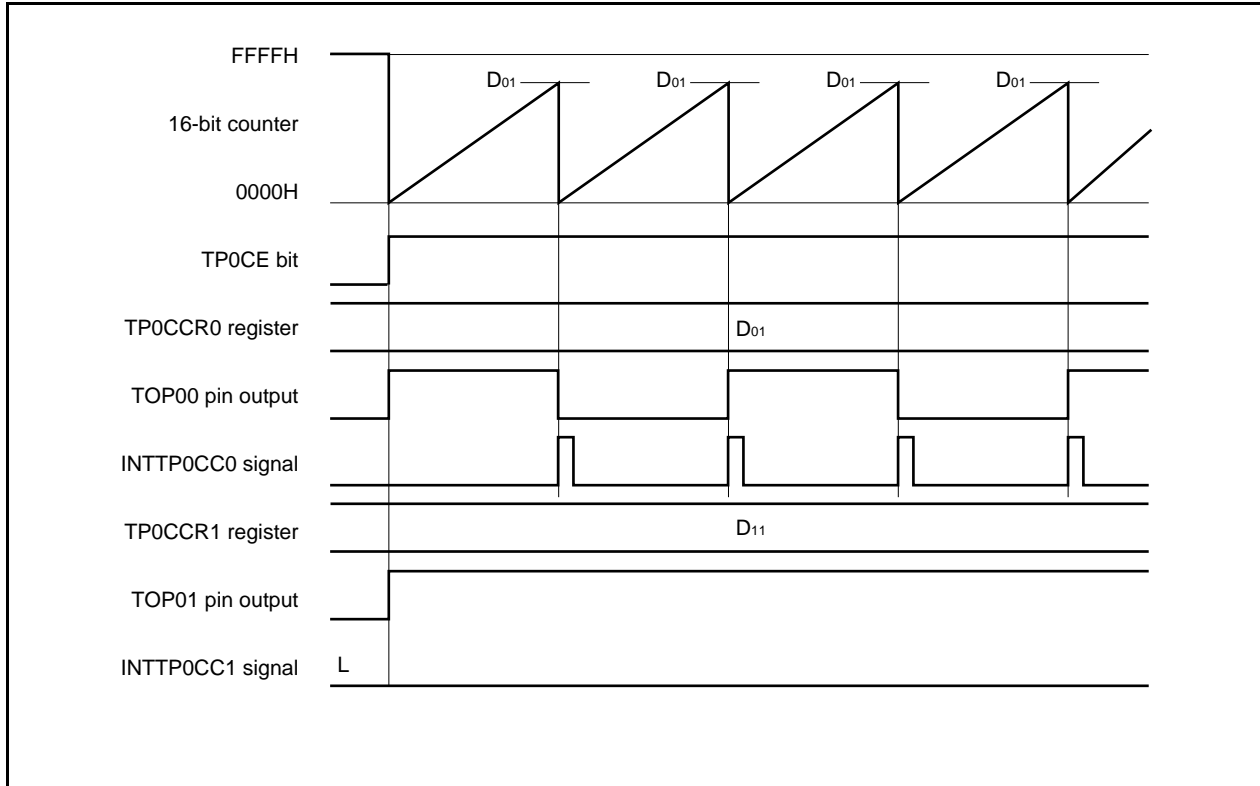 FFFFH
D01 D01 D01 D01
16-bit counter
0000H
TP0CE bit
TP0CCR0 register D01
TOP00 pin output
INTTP0CC0 signal
TP0CCR1 register D11
TOP01 pin output
INTTP0CC1 signal L